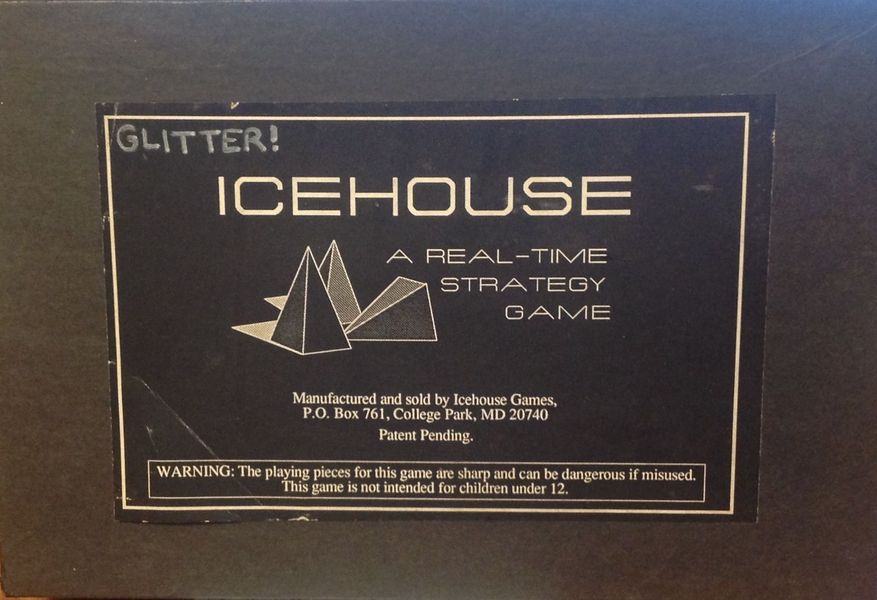 GLITTER!
ICEHOUSE
A REAL-TIME
STRATEGY
GAME
Manufactured and sold by Icehouse Games,
P.O. Box 761, College Park, MD 20740
Patent Pending.
WARNING: The playing pieces for this game are sharp and can be dangerous if misused.
This game is not intended for children under 12.